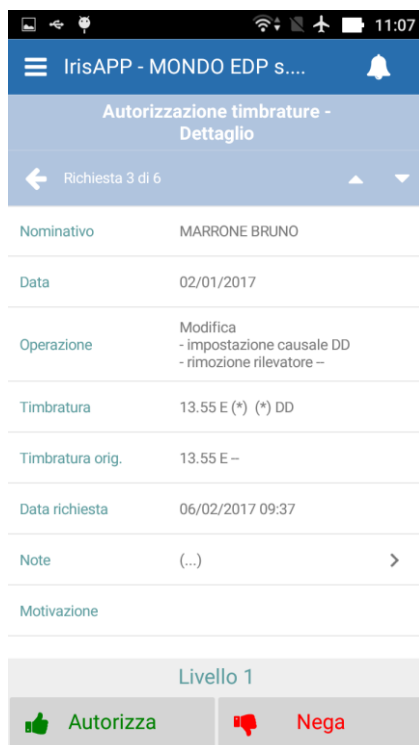 11:07
IrisAPP - MONDO EDP s....
Autorizzazione timbrature -
Dettaglio
Richiesta 3 di 6
Nominativo MARRONE BRUNO
Data 02/01/2017
Operazione Modifica
- impostazione causale DD
- rimozione rilevatore --
Timbratura 13.55 E (*) (*) DD
Timbratura orig. 13.55 E --
Data richiesta 06/02/2017 09:37
Note (...)
Motivazione
Livello 1
Autorizza Nega